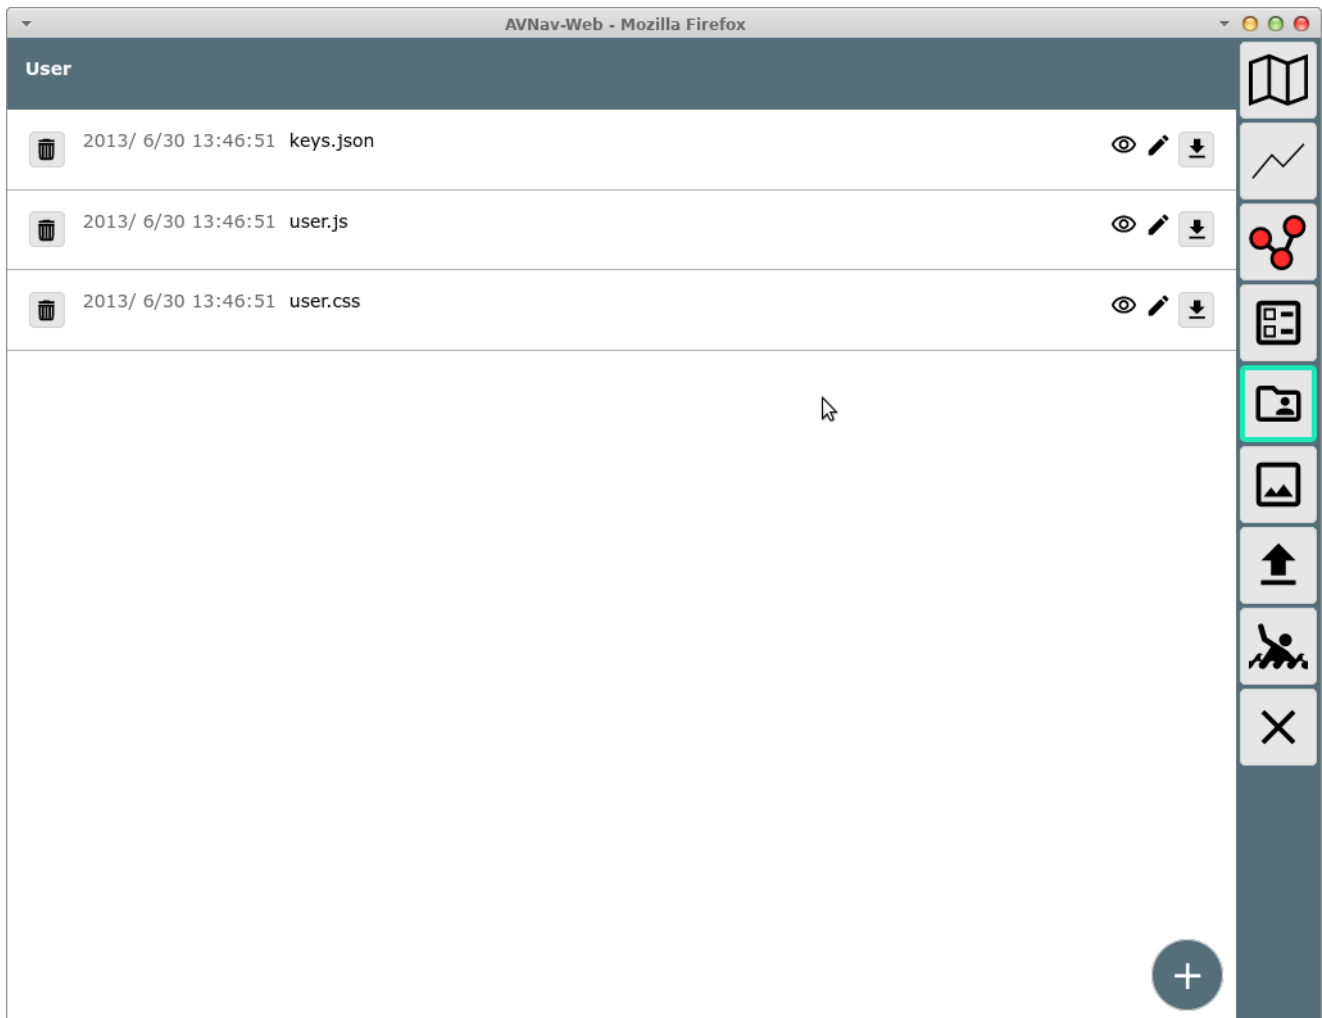 AVNav-Web - Mozilla Firefox
User
2013/ 6/30 13:46:51 keys.json
2013/ 6/30 13:46:51 user.js
2013/ 6/30 13:46:51 user.css